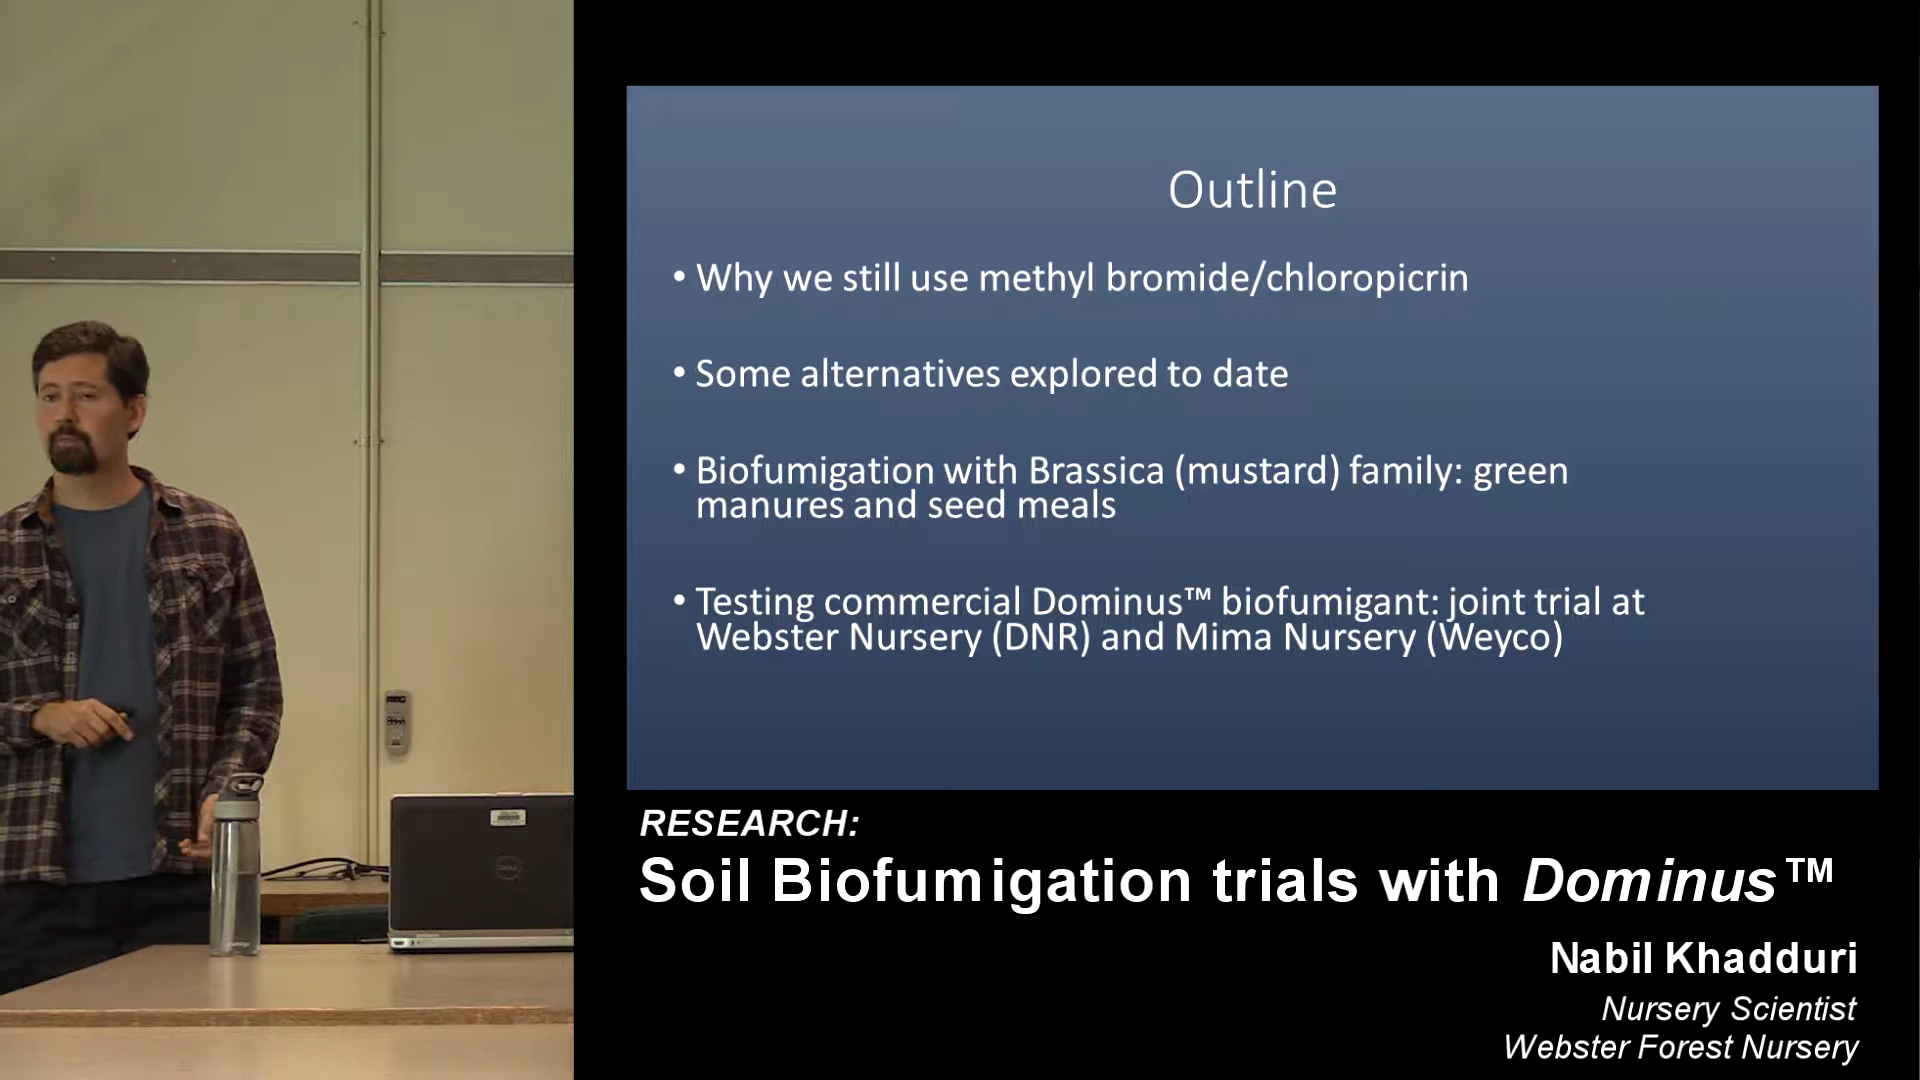 Outline
• Why we still use methyl bromide/chloropicrin
• Some alternatives explored to date
• Biofumigation with Brassica (mustard) family: green
manures and seed meals
• Testing commercial Dominus™ biofumigant: joint trial at
Webster Nursery (DNR) and Mima Nursery (Weyco)
RESEARCH:
Soil Biofumigation trials with Dominus™
Nabil Khadduri
Nursery Scientist
Webster Forest Nursery